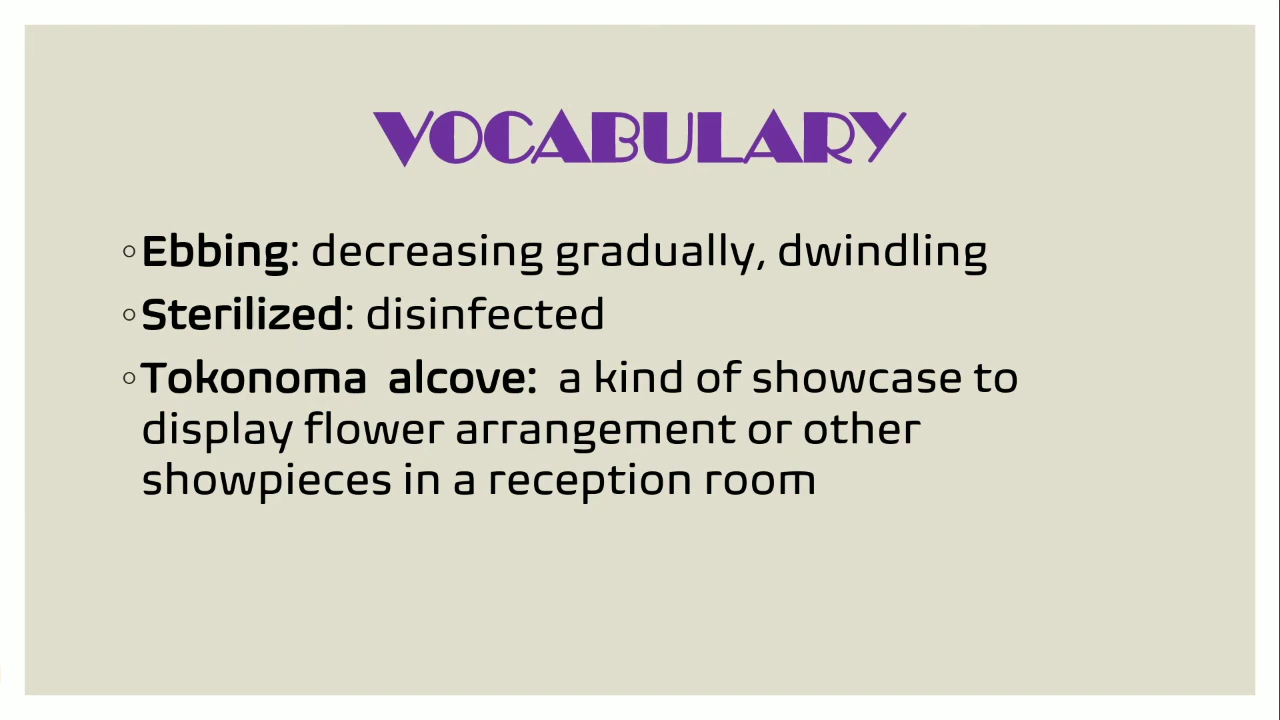 VOCABULARY
◦Ebbing: decreasing gradually, dwindling
◦Sterilized: disinfected
◦Tokonoma alcove: a kind of showcase to
display flower arrangement or other
showpieces in a reception room